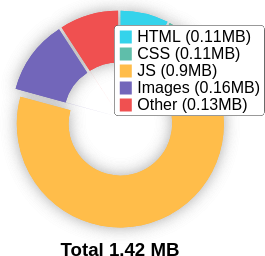 HTML (0.11MB)
CSS (0.11MB)
JS (0.9MB)
Images (0.16MB)
Other (0.13MB)
Total 1.42 MB